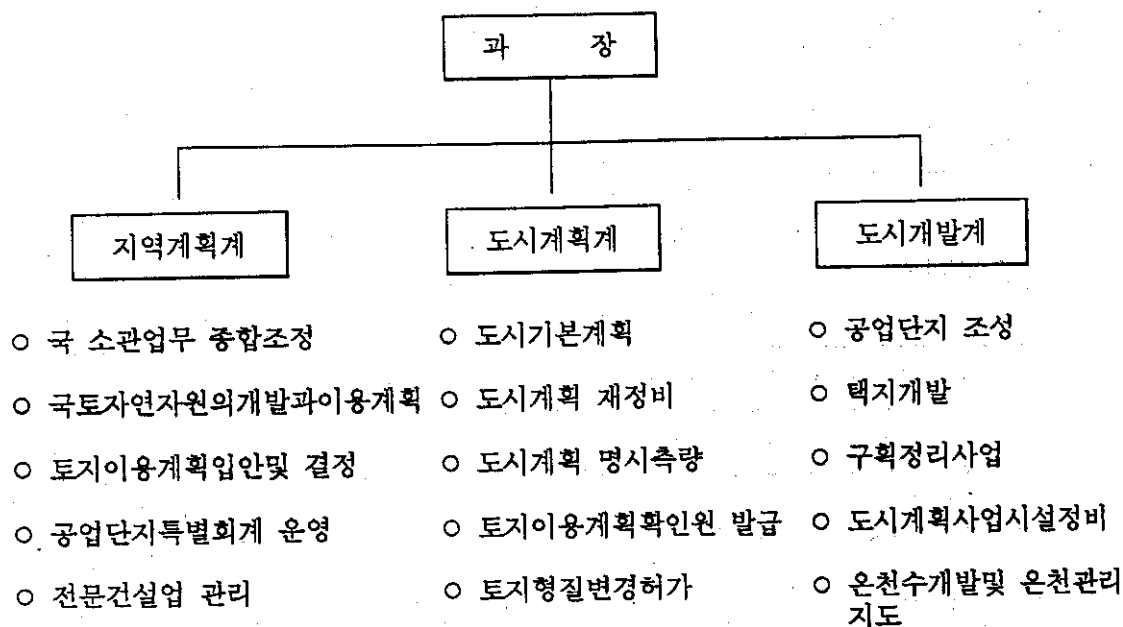 과 장
지역계획계
도시계획계
도시개발계
○ 국 소관업무 종합조정
○ 국토자연자원의개발과이용계획
○ 토지이용계획입안및 결정
○ 공업단지특별회계 운영
○ 전문건설업 관리
○ 도시기본계획
○ 도시계획 재정비
○ 도시계획 명시측량
○ 토지이용계획확인원 발급
○ 토지형질변경허가
○ 공업단지 조성
○ 택지개발
○ 구획정리사업
○ 도시계획사업시설정비
○ 온천수개발및 온천관리
지도